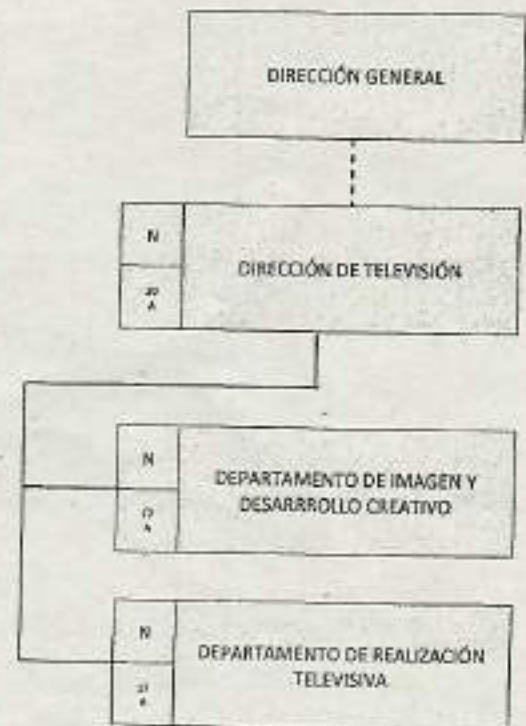 DIRECCIÓN GENERAL
N
DIRECCIÓN DE TELEVISIÓN
A
N
DEPARTAMENTO DE IMAGEN Y
DESARRROLLO CREATIVO
N
DEPARTAMENTO DE REALIZACIÓN
TELEVISIVA